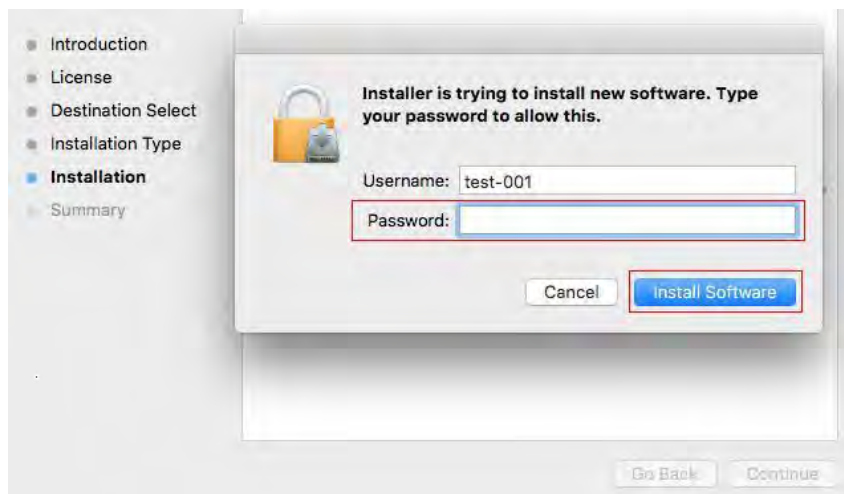 Introduction
License
Destination Select
Installation Type
Installation
Summary
Installer is trying to install new software. Type
your password to allow this.
Username: test-001
Password:
Cancel
Install Software
Go Back
Continue